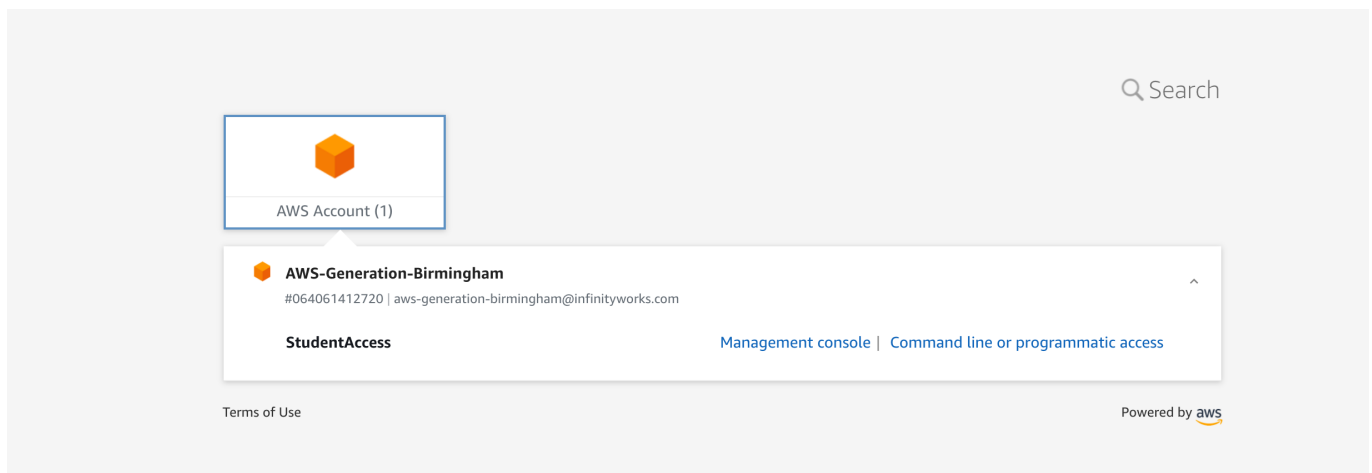 Search
AWS Account (1)
AWS-Generation-Birmingham
#064061412720 | aws-generation-birmingham@infinityworks.com
StudentAccess
Management console | Command line or programmatic access
Terms of Use
Powered by aws